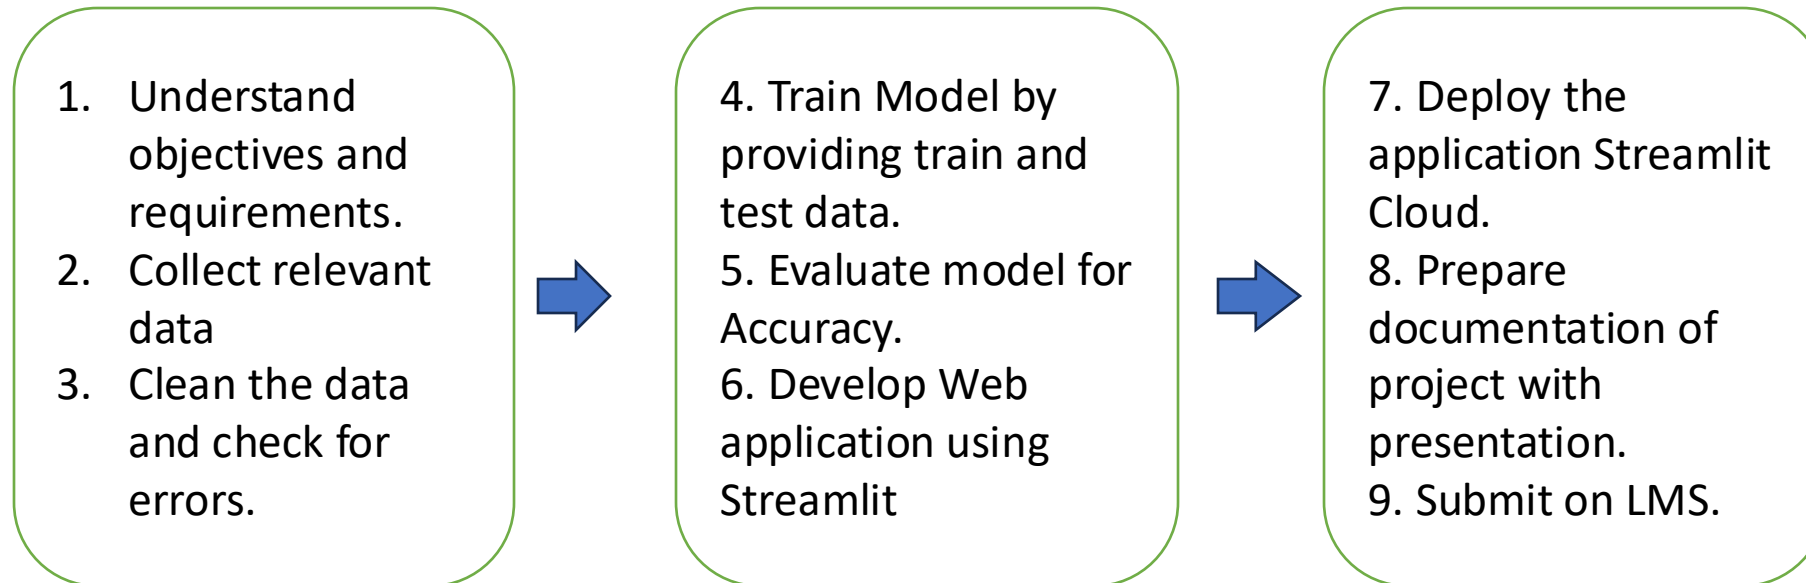 1. Understand
objectives and
requirements.
2. Collect relevant
data
3. Clean the data
and check for
errors.
4. Train Model by
providing train and
test data.
5. Evaluate model for
Accuracy.
6. Develop Web
application using
Streamlit
7. Deploy the
application Streamlit
Cloud.
8. Prepare
documentation of
project with
presentation.
9. Submit on LMS.